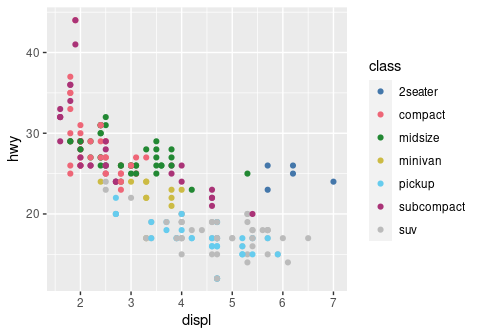 hwy
40
30
20
2
3
4
5
6
7
displ
class
2seater
compact
midsize
minivan
pickup
subcompact
suv